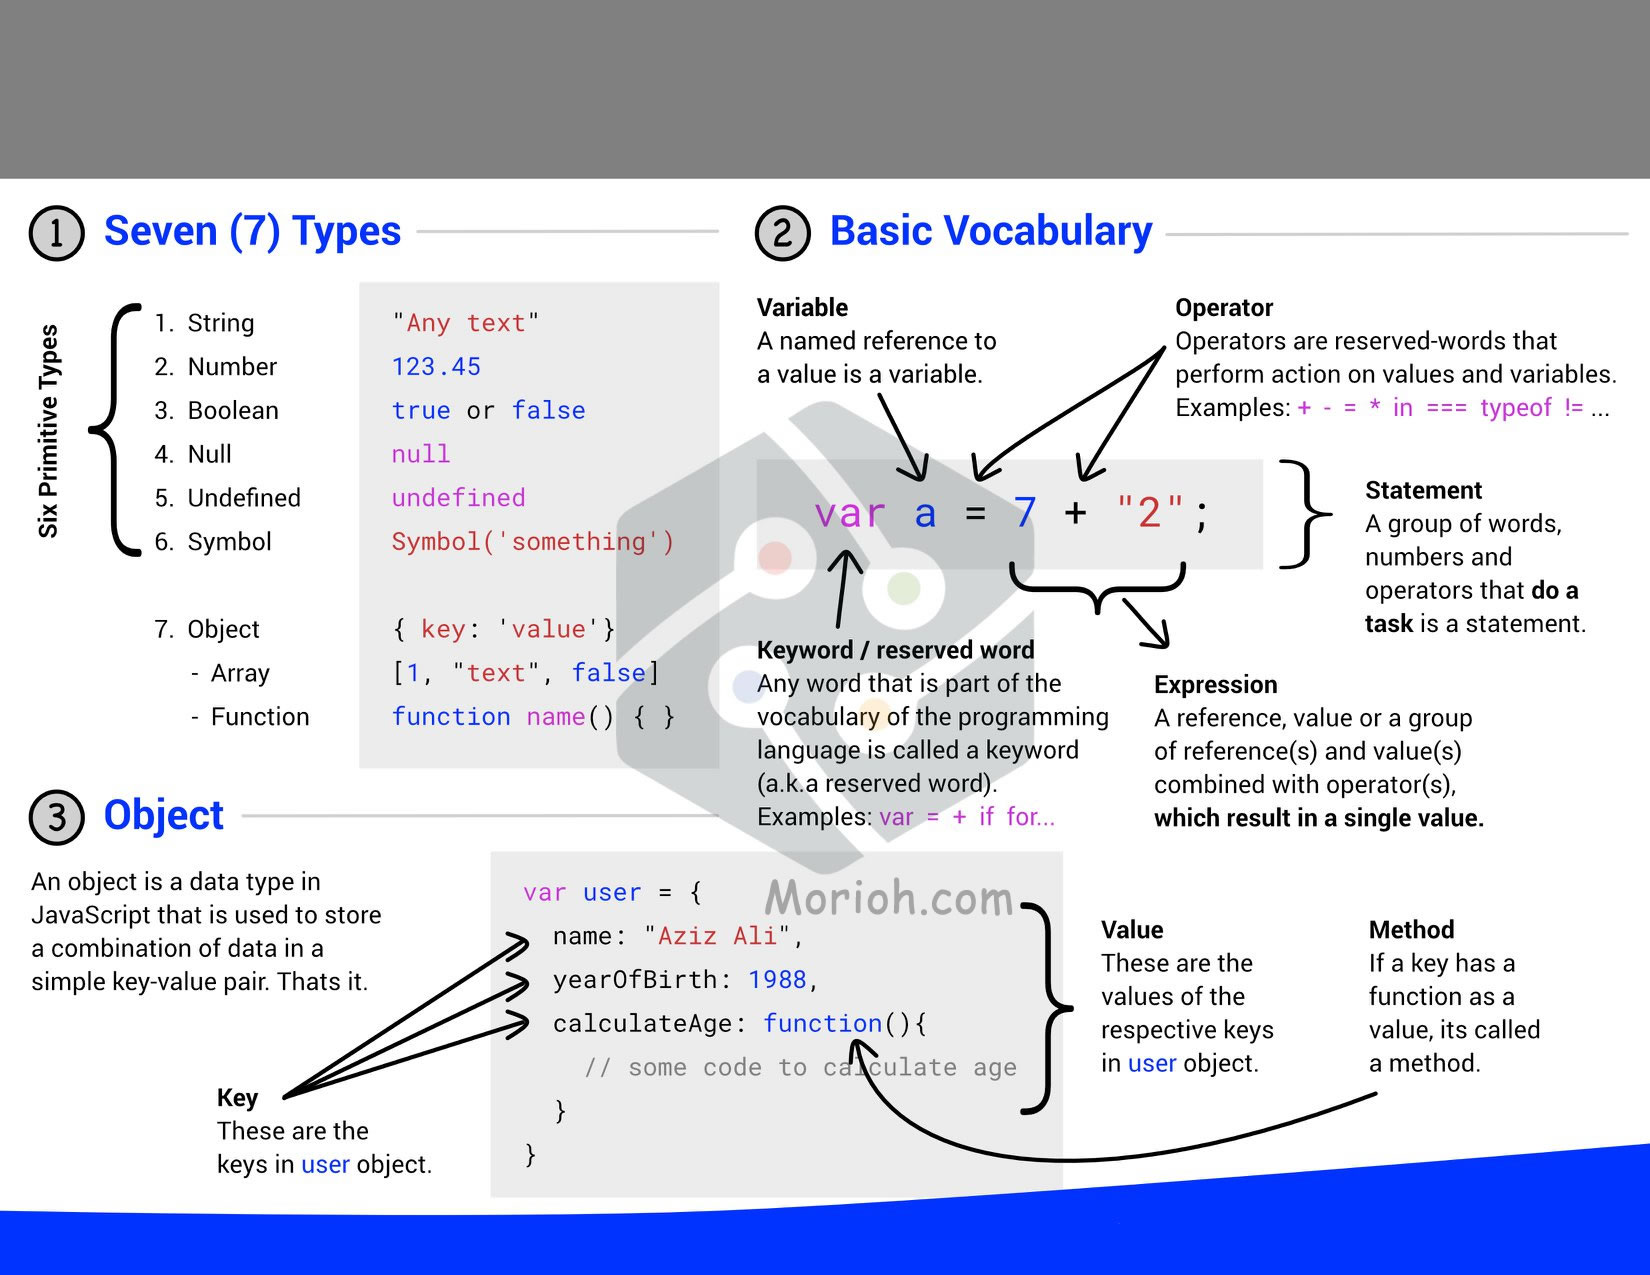 1 Seven (7) Types
Six Primitive Types
1. String "Any text"
2. Number 123.45
3. Boolean true or false
4. Null null
5. Undefined undefined
6. Symbol Symbol('something')
7. Object { key: 'value'}
- Array [1, "text", false]
- Function function name() { }
2 Basic Vocabulary
Variable
A named reference to
a value is a variable.
Operator
Operators are reserved-words that
perform action on values and variables.
Examples: + - = * in === typeof != ...
var a = 7 + "2";
Statement
A group of words,
numbers and
operators that do a
task is a statement.
Keyword / reserved word
Any word that is part of the
vocabulary of the programming
language is called a keyword
(a.k.a reserved word).
Examples: var = + if for...
Expression
A reference, value or a group
of reference(s) and value(s)
combined with operator(s),
which result in a single value.
3 Object
An object is a data type in
JavaScript that is used to store
a combination of data in a
simple key-value pair. Thats it.
Key
These are the
keys in user object.
var user = {
name: "Aziz Ali",
yearOfBirth: 1988,
calculateAge: function(){
// some code to calculate age
}
}
Morioh.com
Value
These are the
values of the
respective keys
in user object.
Method
If a key has a
function as a
value, its called
a method.